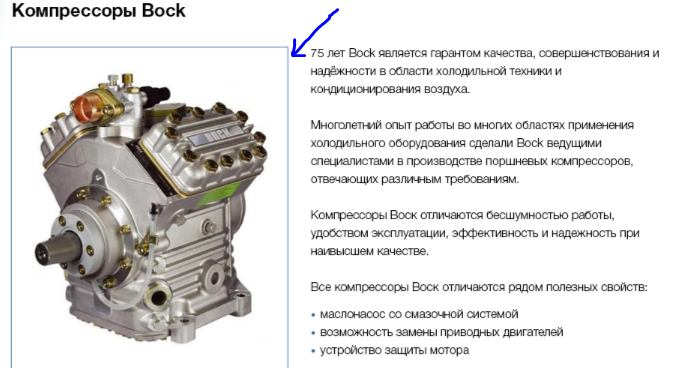 Компрессоры Bock
75 лет Bock является гарантом качества, совершенствования и
надёжности в области холодильной техники и
кондиционирования воздуха.
Многолетний опыт работы во многих областях применения
холодильного оборудования сделали Bock ведущими
специалистами в производстве поршневых компрессоров,
отвечающих различным требованиям.
Компрессоры Bock отличаются бесшумностью работы,
удобством эксплуатации, эффективность и надежность при
наивысшем качестве.
Все компрессоры Bock отличаются рядом полезных свойств:
• маслонасос со смазочной системой
• возможность замены приводных двигателей
• устройство защиты мотора
BOCK